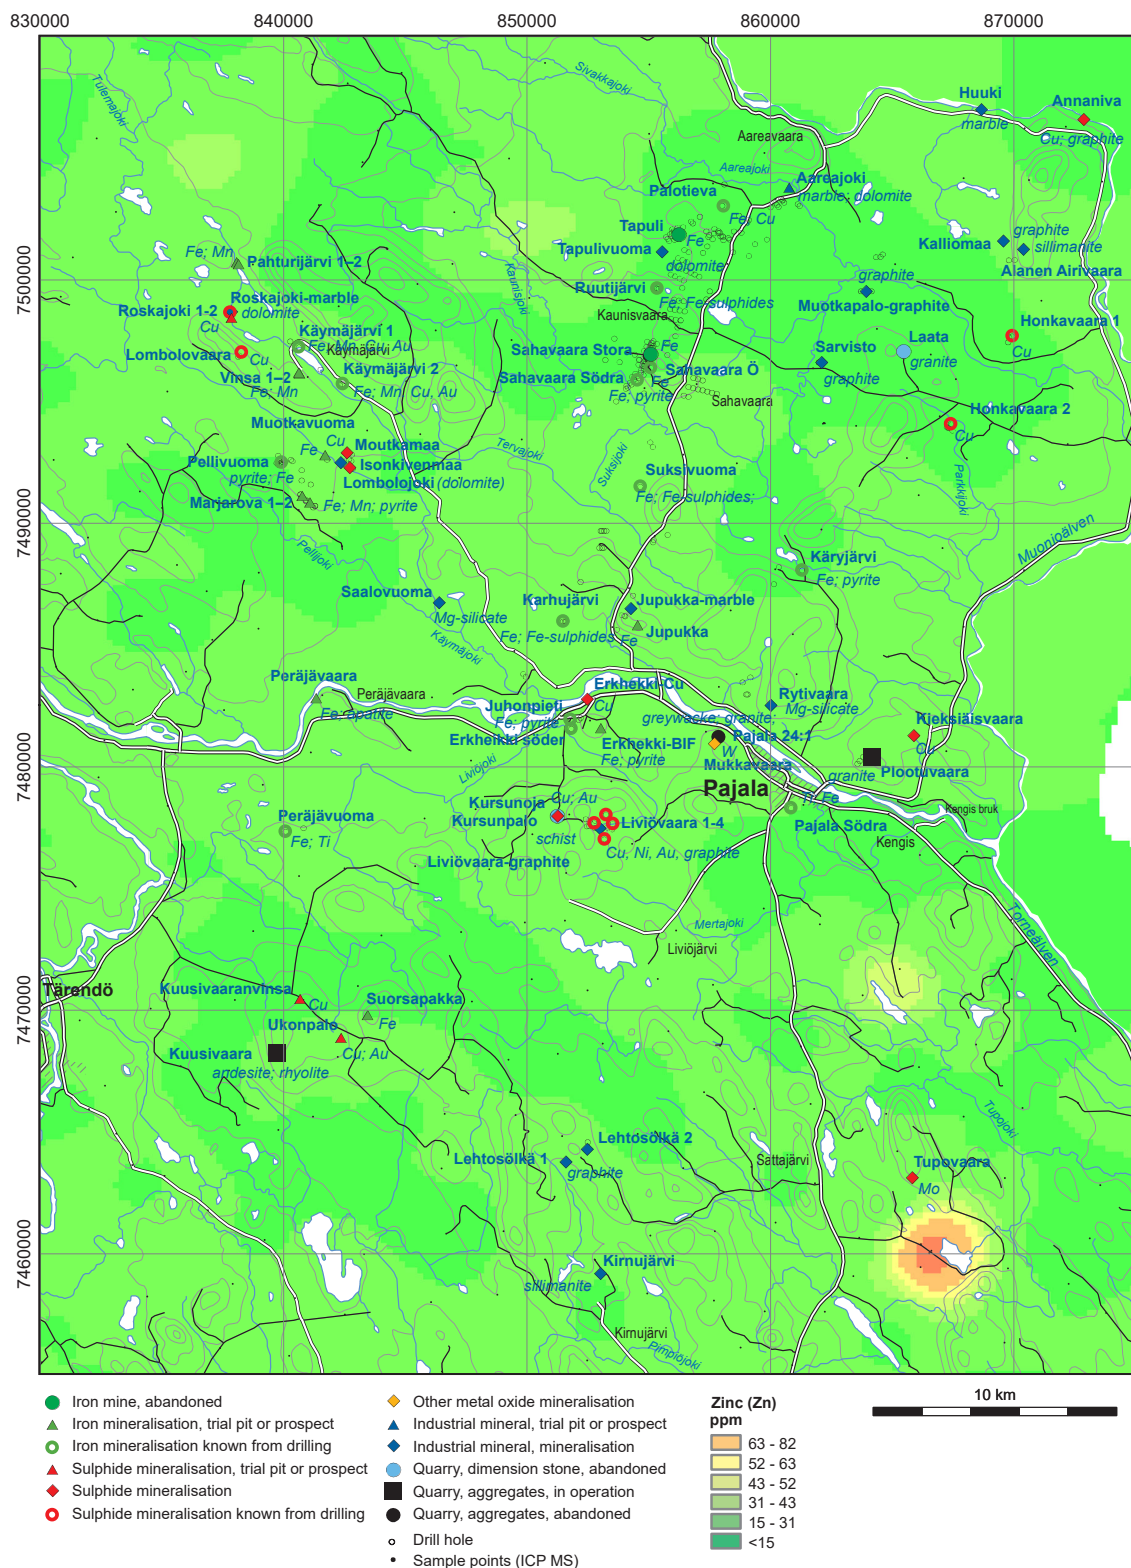 830000
840000
850000
860000
870000
Tulemajoki
Sivakkajoki
Huuki
marble
Annaniva
Cu; graphite
Aareavaara
Aareajoki
Aareajoki
marble; dolomite
Palotieva
Fe; Cu
Tapuli
Fe
Tapulivuoma
dolomite
graphite
Kalliomaa
sillimanite
Alanen Airivaara
7500000
Fe; Mn
Pahturijärvi 1–2
Kaunisjoki
Ruutijärvi
Fe; Fe-sulphides
Kaunisvaara
graphite
Muotkapalo-graphite
Roskajoki-marble
Roskajoki 1-2
dolomite
Cu
Käymäjärvi 1
Fe; Mn; Cu; Au
Käymäjärvi
Lombolovaara
Cu
Käymäjärvi 2
Fe; Mn; Cu, Au
Vinsa 1–2
Fe; Mn
Sahavaara Stora
Fe
Sahavaara Ö
Fe
Sahavaara Södra
Fe; pyrite
Sahavaara
Sarvisto
graphite
Laata
granite
Honkavaara 1
Cu
Honkavaara 2
Cu
Muotkavuoma
Cu
Fe
Moutkamaa
Isonkivenmaa
Lombolojoki (dolomite)
Pellivuoma
pyrite; Fe
Marjarova 1–2
Fe; Mn; pyrite
Tervajoki
Suksijoki
Suksivuoma
Fe; Fe-sulphides;
Parkkijoki
7490000
Pellijoki
Muonioälven
Käryjärvi
Fe; pyrite
Saalovuoma
Mg-silicate
Käymäjoki
Karhujärvi
Fe; Fe-sulphides
Jupukka-marble
Fe
Jupukka
Peräjävaara
Peräjävaara
Fe; apatite
Erkhekki-Cu
Cu
Juhonpieti
Fe; pyrite
Erkheikki söder
Erkhekki-BIF
Fe; pyrite
greywacke; granite;
Pajala 24:1
W
Mukkavaara
Rytivaara
Mg-silicate
Kieksiäisvaara
Cu
Plootuvaara
granite
7480000
Liviöjoki
Pajala
Ti; Fe
Pajala Södra
Kengis bruk
Kengis
Peräjävuoma
Fe; Ti
Kursunoja
Cu; Au
Kursunpalo
schist
Liviövaara 1-4
Cu, Ni, Au, graphite
Liviövaara-graphite
Mertajoki
Liviöjärvi
Torneälven
Tärendö
7470000
Kuusivaaranvinsa
Cu
Suorsapakka
Fe
Ukonpalo
Cu; Au
Kuusivaara
andesite; rhyolite
Tupojoki
Lehtosölkä 2
Lehtosölkä 1
graphite
Sattajärvi
Tupovaara
Mo
7460000
Kirnujärvi
sillimanite
Kirnujärvi
Pimpiöjoki
Iron mine, abandoned
Iron mineralisation, trial pit or prospect
Iron mineralisation known from drilling
Sulphide mineralisation, trial pit or prospect
Sulphide mineralisation
Sulphide mineralisation known from drilling
Other metal oxide mineralisation
Industrial mineral, trial pit or prospect
Industrial mineral, mineralisation
Quarry, dimension stone, abandoned
Quarry, aggregates, in operation
Quarry, aggregates, abandoned
Drill hole
Sample points (ICP MS)
Zinc (Zn)
ppm
63 - 82
52 - 63
43 - 52
31 - 43
15 - 31
<15
10 km